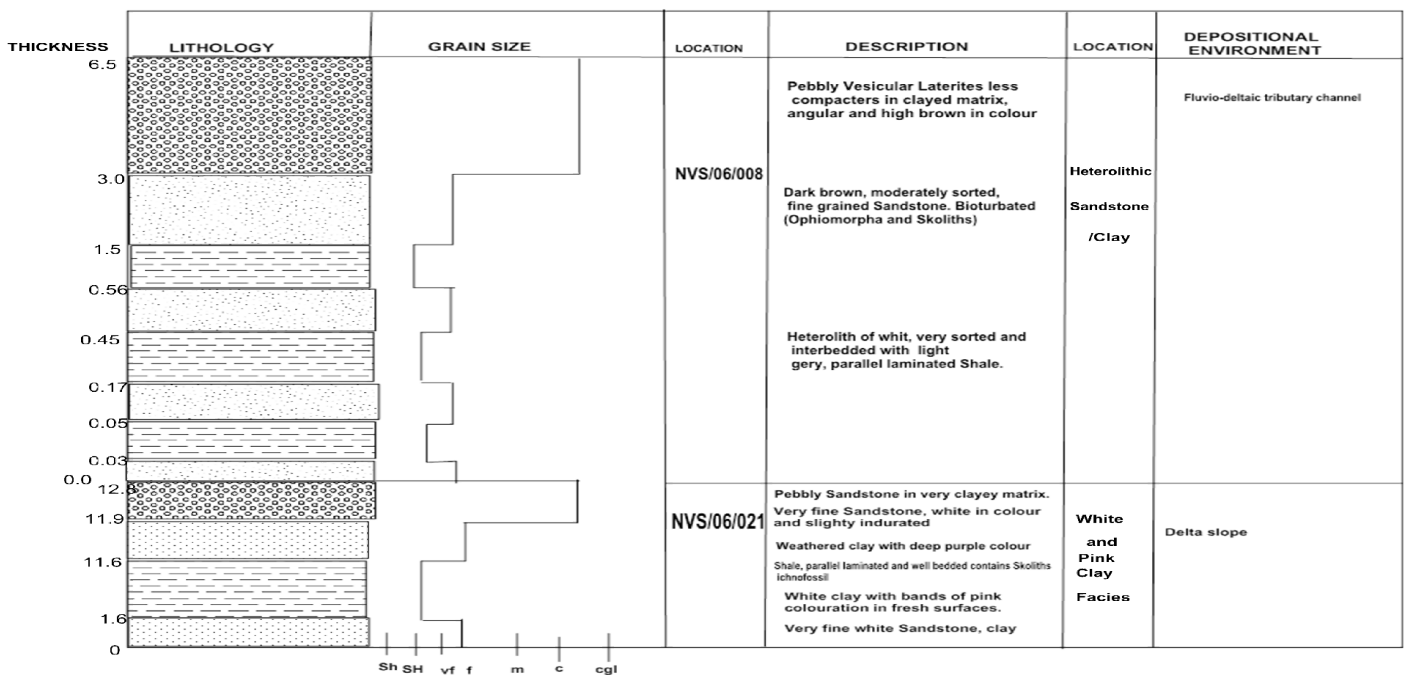 THICKNESS
LITHOLOGY
GRAIN SIZE
LOCATION
DESCRIPTION
LOCATION
DEPOSITIONAL
ENVIRONMENT
6.5
3.0
1.5
0.56
0.45
0.17
0.05
0.03
0.0
12.8
11.9
11.6
1.6
0
Sh SH vf f m c cgl
NVS/06/008
Pebbly Vesicular Laterites less
compacters in clayed matrix,
angular and high brown in colour
Dark brown, moderately sorted,
fine grained Sandstone. Bioturbated
(Ophiomorpha and Skoliths)
Heterolith of whit, very sorted and
interbedded with light
gery, parallel laminated Shale.
Heterolithic
Sandstone
/Clay
Fluvio-deltaic tributary channel
NVS/06/021
Pebbly Sandstone in very clayey matrix.
Very fine Sandstone, white in colour
and slighty indurated
Weathered clay with deep purple colour
Shale, parallel laminated and well bedded contains Skoliths
ichnofossil
White clay with bands of pink
colouration in fresh surfaces.
Very fine white Sandstone, clay
White
and
Pink
Clay
Facies
Delta slope